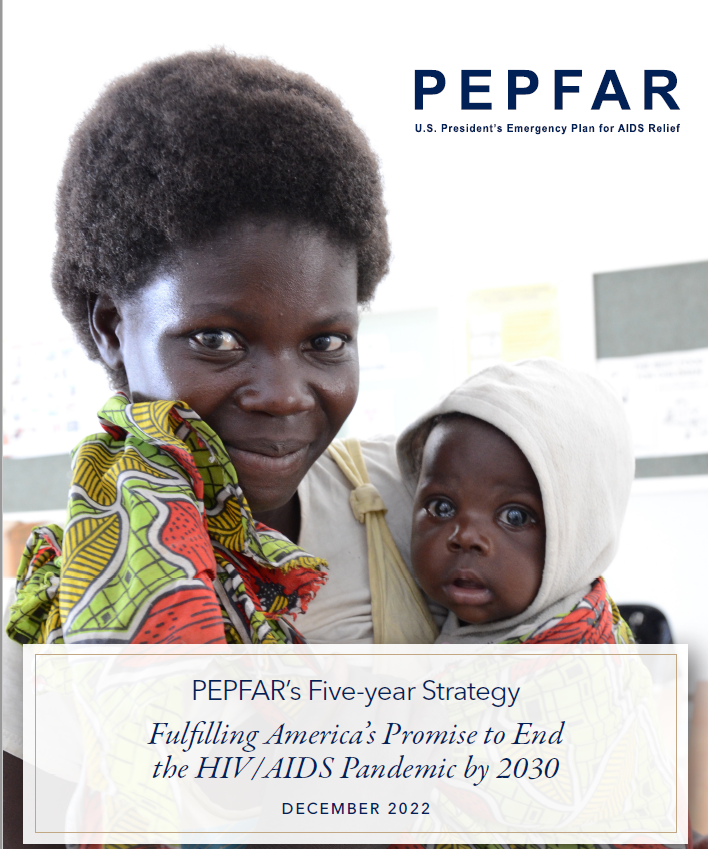 PEPFAR
U.S. President's Emergency Plan for AIDS Relief
PEPFAR's Five-year Strategy
Fulfilling America's Promise to End
the HIV/AIDS Pandemic by 2030
DECEMBER 2022